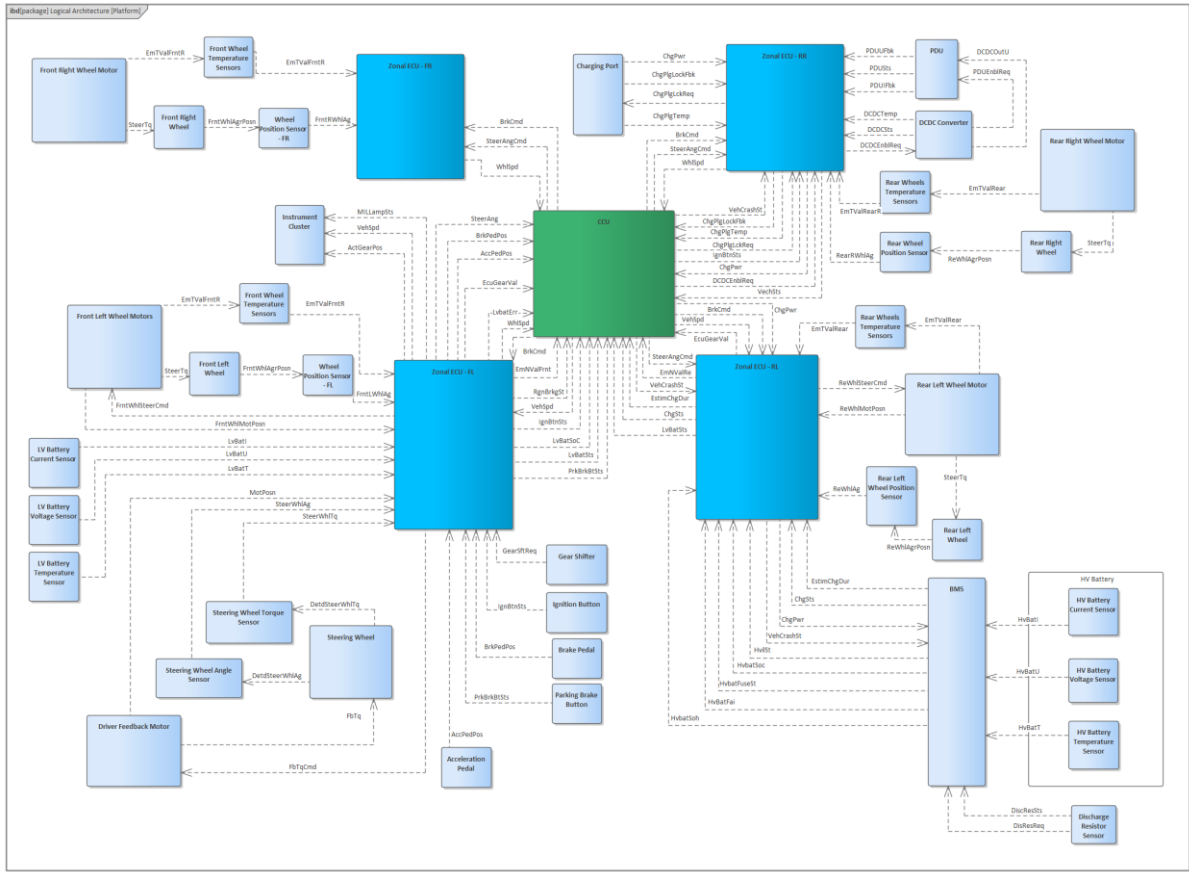 ibd [package] Logical Architecture [Platform]
Front Right Wheel Motor
EmTValFrntR
Front Wheel
Temperature
Sensors
EmTValFrntR
Zonal ECU - FR
SteerTq
Front Right
Wheel
FrntWhlAgrPosn
Wheel
Position Sensor
- FR
FrntRWhlAg
BrkCmd
SteerAngCmd
WhlSpd
Charging Port
ChgPwr
ChgPlgLockFbk
ChgPlgLckReq
ChgPlgTemp
BrkCmd
SteerAngCmd
WhlSpd
Zonal ECU - RR
PDUUFbk
PDUSts
PDUIFbk
PDU
DCDCOutU
PDUEnblReq
DCDCTemp
DCDCSts
DCDCEnblReq
DCDC Converter
Rear Right Wheel Motor
EmTValRear
Rear Wheels
Temperature
Sensors
EmTValRearR
SteerTq
Rear Right
Wheel
ReWhlAgrPosn
Rear Wheel
Position Sensor
RearRWhlAg
Instrument
Cluster
MILLampSts
VehSpd
ActGearPos
SteerAng
BrkPedPos
AccPedPos
EcuGearVal
LvbatErr
WhlSpd
CCU
VehCrashSt
ChgPlgLockFbk
ChgPlgTemp
ChgPlgLckReq
IgnBtnSts
ChgPwr
DCDCEnblReq
VechSts
ChgPwr
BrkCmd
VehSpd
EcuGearVal
Front Left Wheel Motors
EmTValFrntR
Front Wheel
Temperature
Sensors
EmTValFrntR
SteerTq
Front Left
Wheel
FrntWhlAgrPosn
Wheel
Position Sensor
- FL
FrntLWhlAg
FrntWhlSteerCmd
FrntWhlMotPosn
Zonal ECU - FL
BrkCmd
EmNValFrnt
RgnBrkgSt
VehSpd
IgnBtnSts
LvBatSoC
LvBatSts
PrkBrkBtSts
SteerAngCmd
EmNValRe
VehCrashSt
EstimChgDur
ChgSts
LvBatSts
Zonal ECU - RL
Rear Wheels
Temperature
Sensors
EmTValRear
EmTValRear
Rear Left Wheel Motor
ReWhlSteerCmd
ReWhlMotPosn
SteerTq
Rear Left
Wheel Position
Sensor
ReWhlAg
Rear Left
Wheel
ReWhlAgrPosn
LV Battery
Current Sensor
LvBatI
LvBatU
LvBatT
LV Battery
Voltage Sensor
LV Battery
Temperature
Sensor
MotPosn
SteerWhlAg
SteerWhlTq
Steering Wheel Torque
Sensor
DetdSteerWhlTq
Steering Wheel
Steering Wheel Angle
Sensor
DetdSteerWhlAg
FbTq
Driver Feedback Motor
FbTqCmd
GearSftReq
Gear Shifter
IgnBtnSts
Ignition Button
BrkPedPos
Brake Pedal
PrkBrkBtSts
Parking Brake
Button
AccPedPos
Acceleration
Pedal
EstimChgDur
ChgSts
ChgPwr
VehCrashSt
HvilSt
HvbatSoc
HvbatFuseSt
HvBatFai
HvbatSoh
BMS
HV Battery
HV Battery
Current Sensor
HvBatI
HV Battery
Voltage Sensor
HvBatU
HV Battery
Temperature
Sensor
HvBatT
DiscResSts
DisResReq
Discharge
Resistor
Sensor